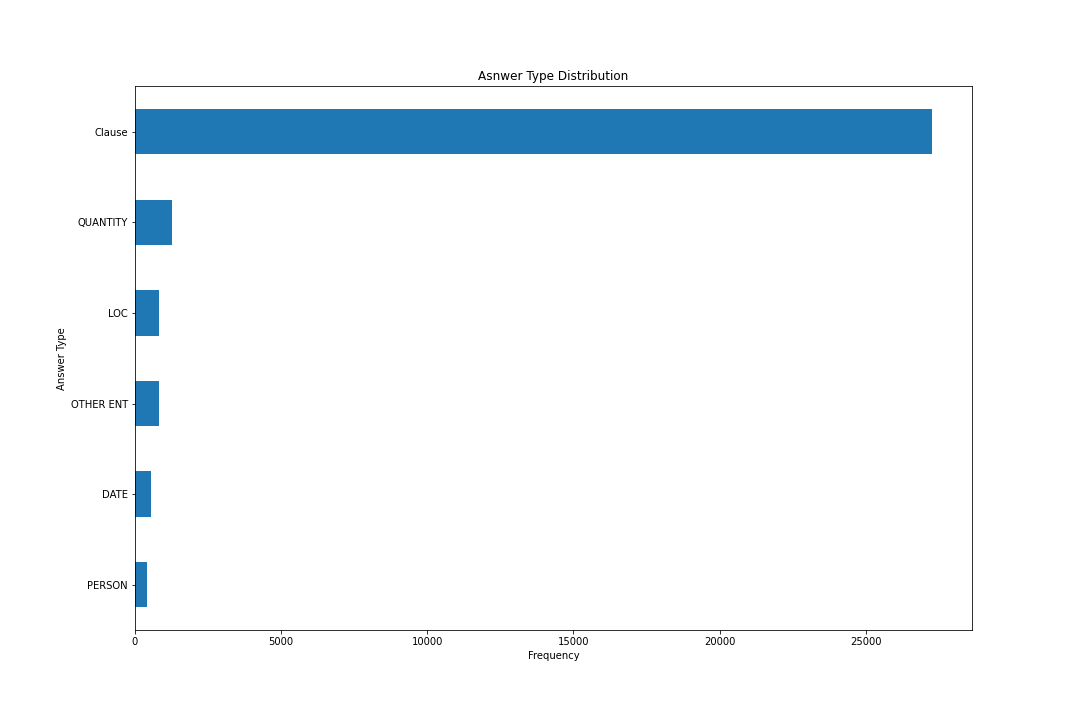 Asnwer Type Distribution
Clause
QUANTITY
LOC
OTHER ENT
DATE
PERSON
Answer Type
0 5000 10000 15000 20000 25000
Frequency